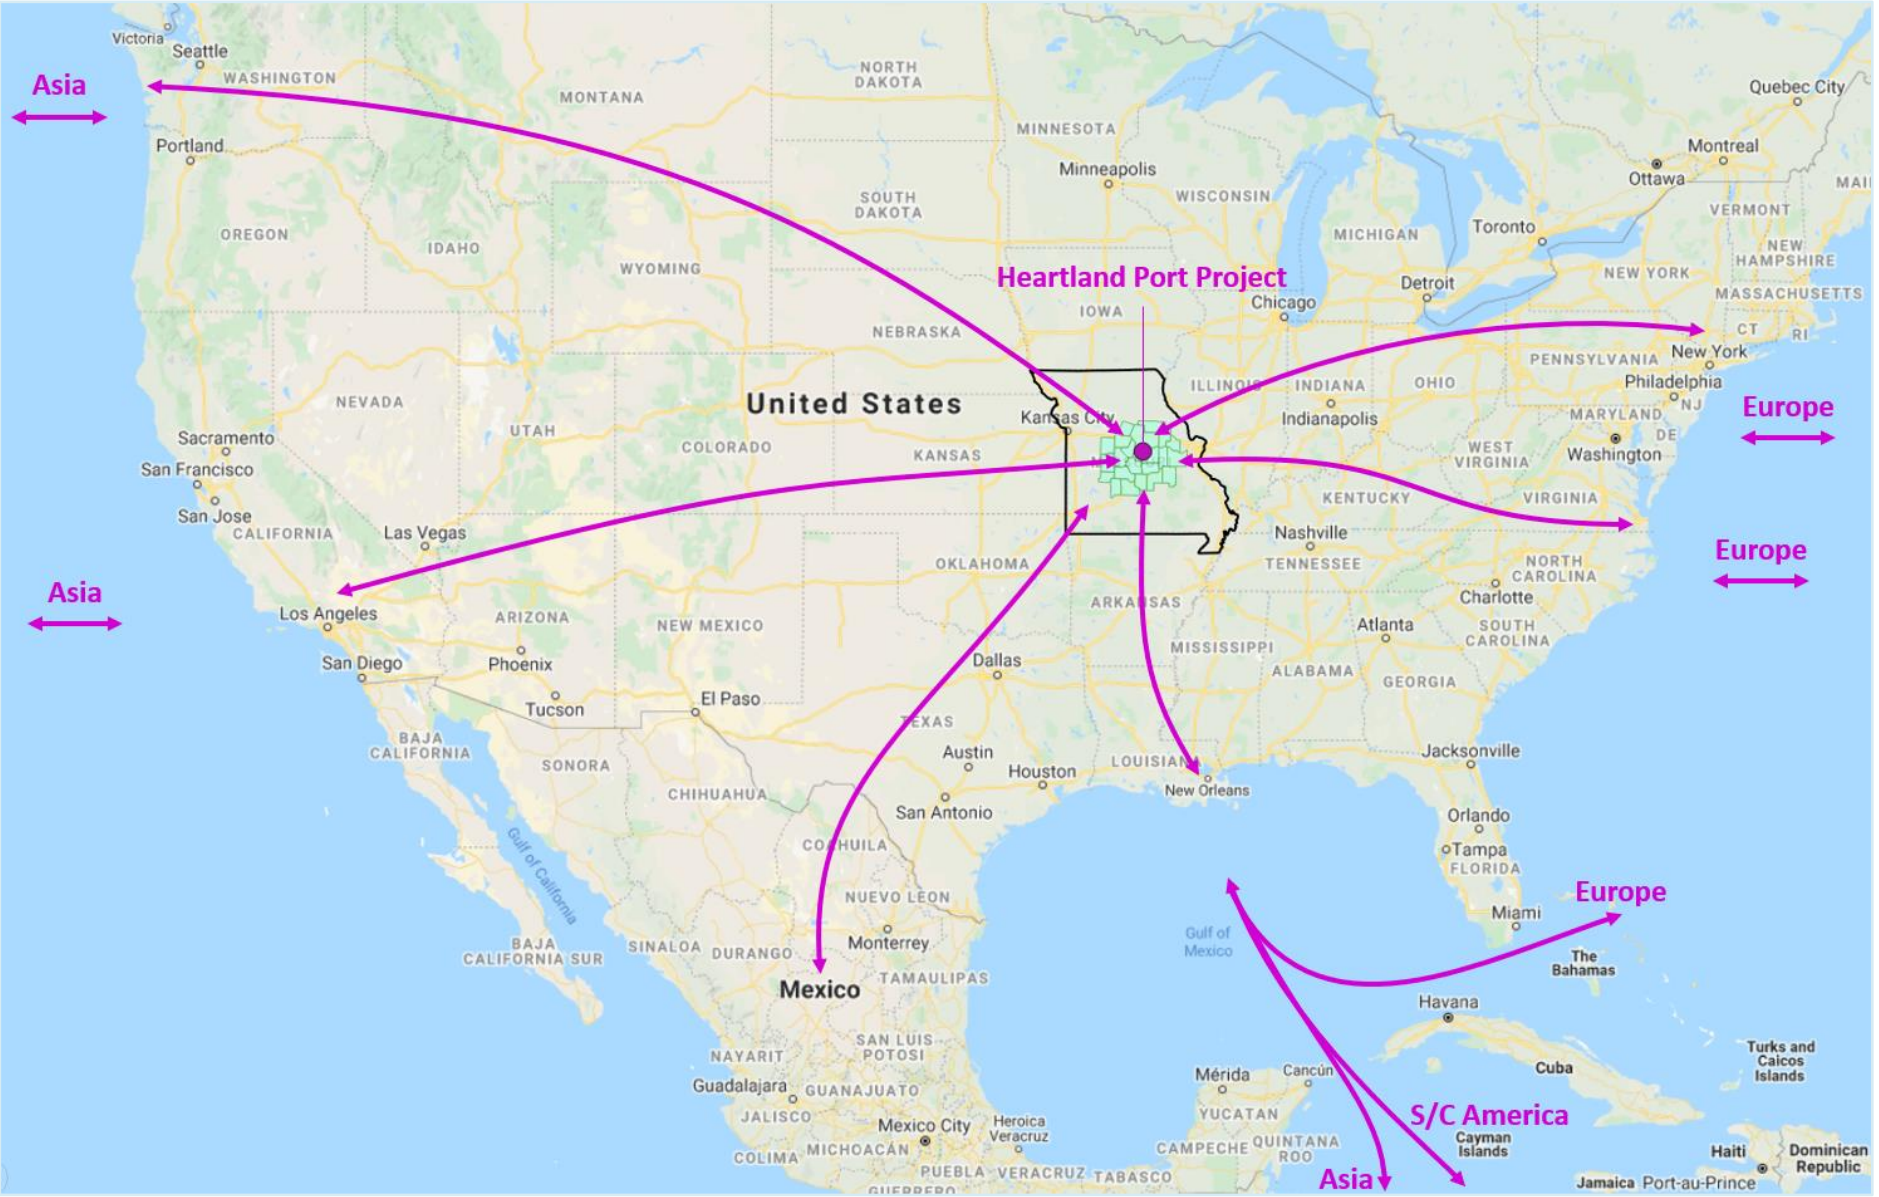 Victoria
Seattle
Asia
WASHINGTON
MONTANA
NORTH
DAKOTA
MINNESOTA
Quebec City
Portland
Minneapolis
WISCONSIN
Montreal
Ottawa
MAI
OREGON
IDAHO
SOUTH
DAKOTA
MICHIGAN
Toronto
VERMONT
WYOMING
NEW
HAMPSHIRE
NEW YORK
Heartland Port Project
Detroit
MASSACHUSETTS
Chicago
IOWA
NEBRASKA
CT
RI
PENNSYLVANIA
New York
NEVADA
United States
ILLINOIS
INDIANA
OHIO
Philadelphia
Kansas City
Indianapolis
MARYLAND
NJ
Europe
Sacramento
UTAH
COLORADO
KANSAS
WEST
VIRGINIA
DE
Washington
San Francisco
San Jose
KENTUCKY
VIRGINIA
CALIFORNIA
Las Vegas
Nashville
Europe
OKLAHOMA
TENNESSEE
NORTH
CAROLINA
Asia
Los Angeles
ARIZONA
NEW MEXICO
ARKANSAS
Charlotte
Atlanta
SOUTH
CAROLINA
San Diego
Phoenix
Dallas
MISSISSIPPI
ALABAMA
GEORGIA
Tucson
El Paso
TEXAS
BAJA
CALIFORNIA
SONORA
Austin
Houston
LOUISIANA
Jacksonville
CHIHUAHUA
San Antonio
New Orleans
Orlando
Gulf of California
COAHUILA
Tampa
FLORIDA
NUEVO LEON
Europe
Miami
BAJA
CALIFORNIA SUR
SINALOA
DURANGO
Monterrey
Gulf of
Mexico
The
Bahamas
Mexico
TAMAULIPAS
Havana
NAYARIT
SAN LUIS
POTOSI
Turks and
Caicos
Islands
Guadalajara
GUANAJUATO
Mérida
Cancún
Cuba
JALISCO
Mexico City
Heroica
Veracruz
YUCATAN
S/C America
COLIMA
MICHOACÁN
CAMPECHE
QUINTANA
ROO
Cayman
Islands
Haiti
Dominican
Republic
PUEBLA
VERACRUZ
TABASCO
Asia
Jamaica
Port-au-Prince
GUERRERO